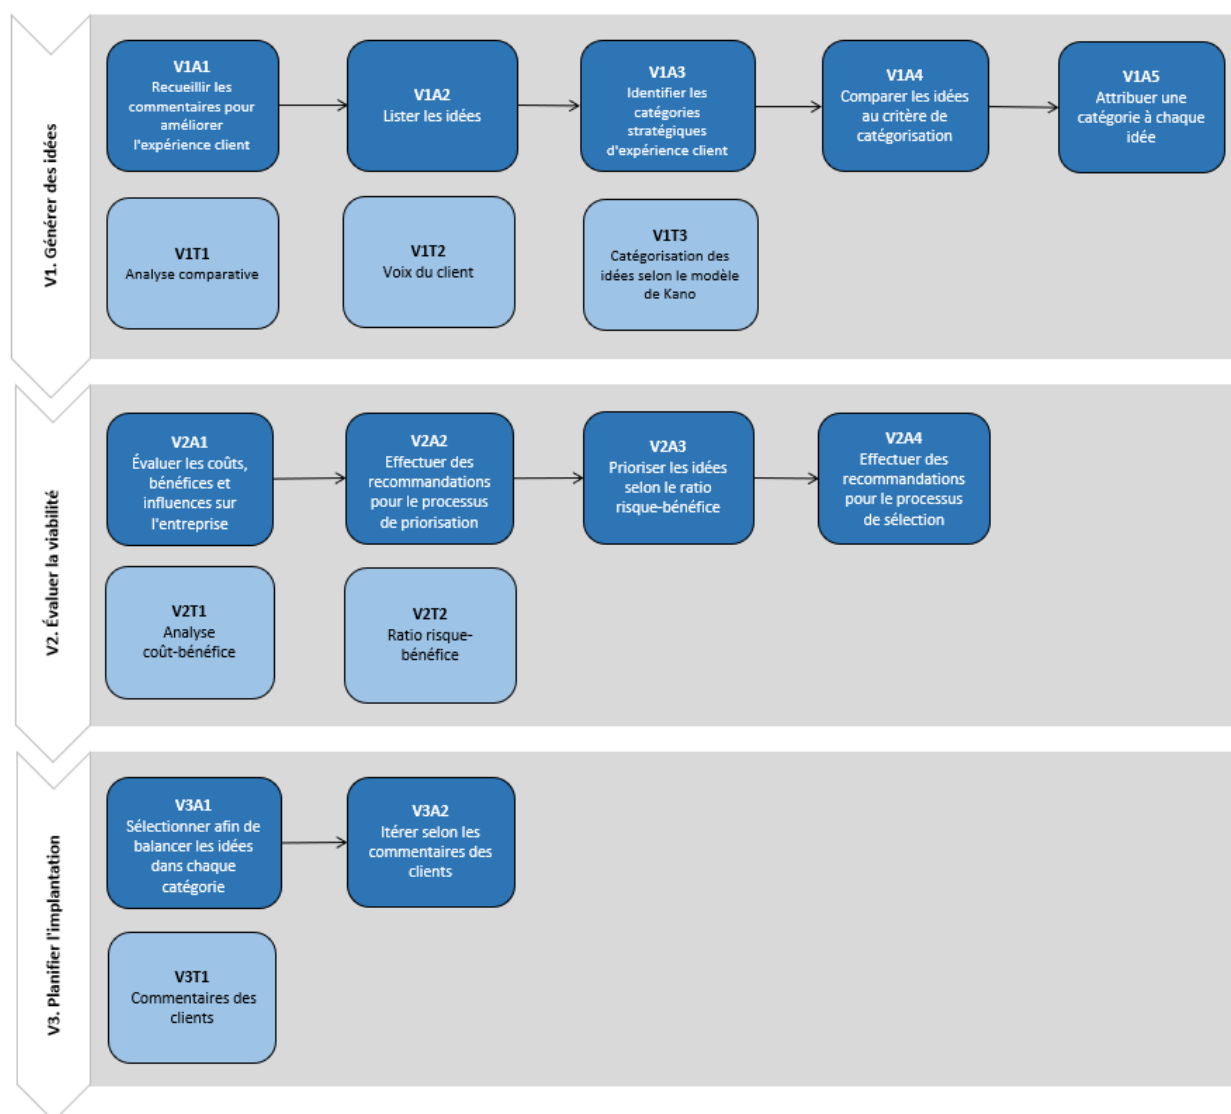 V1. Générer des idées
V1A1
Recueillir les
commentaires pour
améliorer
l'expérience client
V1A2
Lister les idées
V1A3
Identifier les
catégories
stratégiques
d'expérience client
V1A4
Comparer les idées
au critère de
catégorisation
V1A5
Attribuer une
catégorie à chaque
idée
V1T1
Analyse comparative
V1T2
Voix du client
V1T3
Catégorisation des
idées selon le modèle
de Kano
V2. Évaluer la viabilité
V2A1
Évaluer les coûts,
bénéfices et
influences sur
l'entreprise
V2A2
Effectuer des
recommandations
pour le processus
de priorisation
V2A3
Prioriser les idées
selon le ratio
risque-bénéfice
V2A4
Effectuer des
recommandations
pour le processus
de sélection
V2T1
Analyse
coût-bénéfice
V2T2
Ratio risque-
bénéfice
V3. Planifier l'implantation
V3A1
Sélectionner afin de
balancer les idées
dans chaque
catégorie
V3A2
Itérer selon les
commentaires des
clients
V3T1
Commentaires des
clients